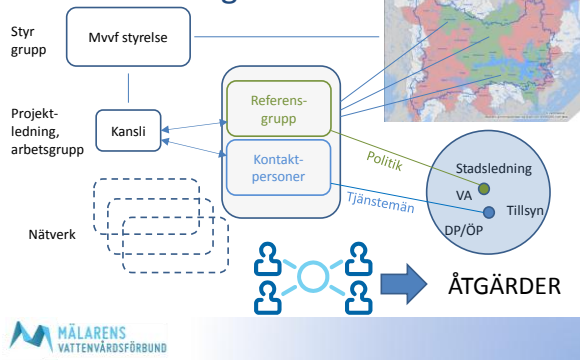 Styr
grupp
Mvvf styrelse
Projekt-
ledning,
arbetsgrupp
Kansli
Referens-
grupp
Kontakt-
personer
Politik
Tjänstemän
Stadsledning
VA
Tillsyn
DP/ÖP
Nätverk
ÅTGÄRDER
MÄLARENS
VATTENVÅRDSFÖRBUND